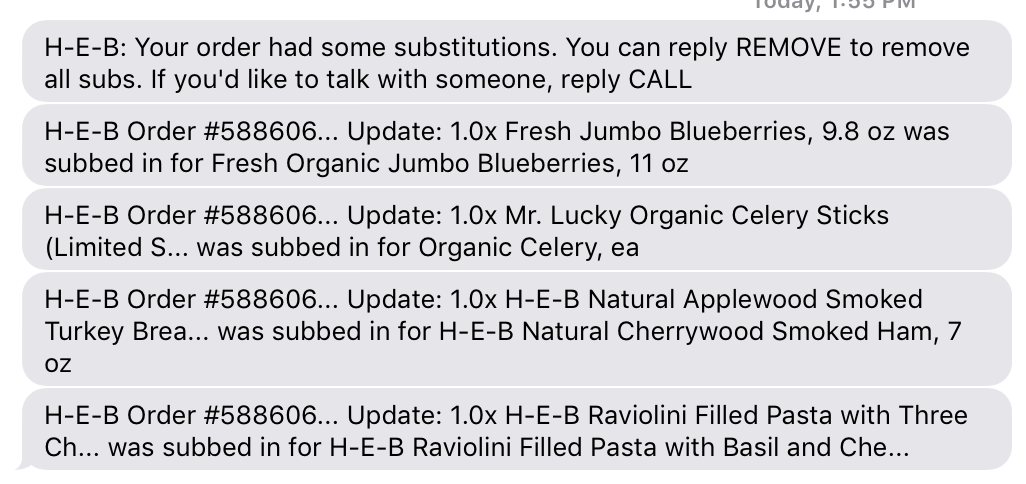 Today, 1:55 PM
H-E-B: Your order had some substitutions. You can reply REMOVE to remove
all subs. If you'd like to talk with someone, reply CALL
H-E-B Order #588606... Update: 1.0x Fresh Jumbo Blueberries, 9.8 oz was
subbed in for Fresh Organic Jumbo Blueberries, 11 oz
H-E-B Order #588606... Update: 1.0x Mr. Lucky Organic Celery Sticks
(Limited S... was subbed in for Organic Celery, ea
H-E-B Order #588606... Update: 1.0x H-E-B Natural Applewood Smoked
Turkey Brea... was subbed in for H-E-B Natural Cherrywood Smoked Ham, 7
oz
H-E-B Order #588606... Update: 1.0x H-E-B Raviolini Filled Pasta with Three
Ch... was subbed in for H-E-B Raviolini Filled Pasta with Basil and Che...